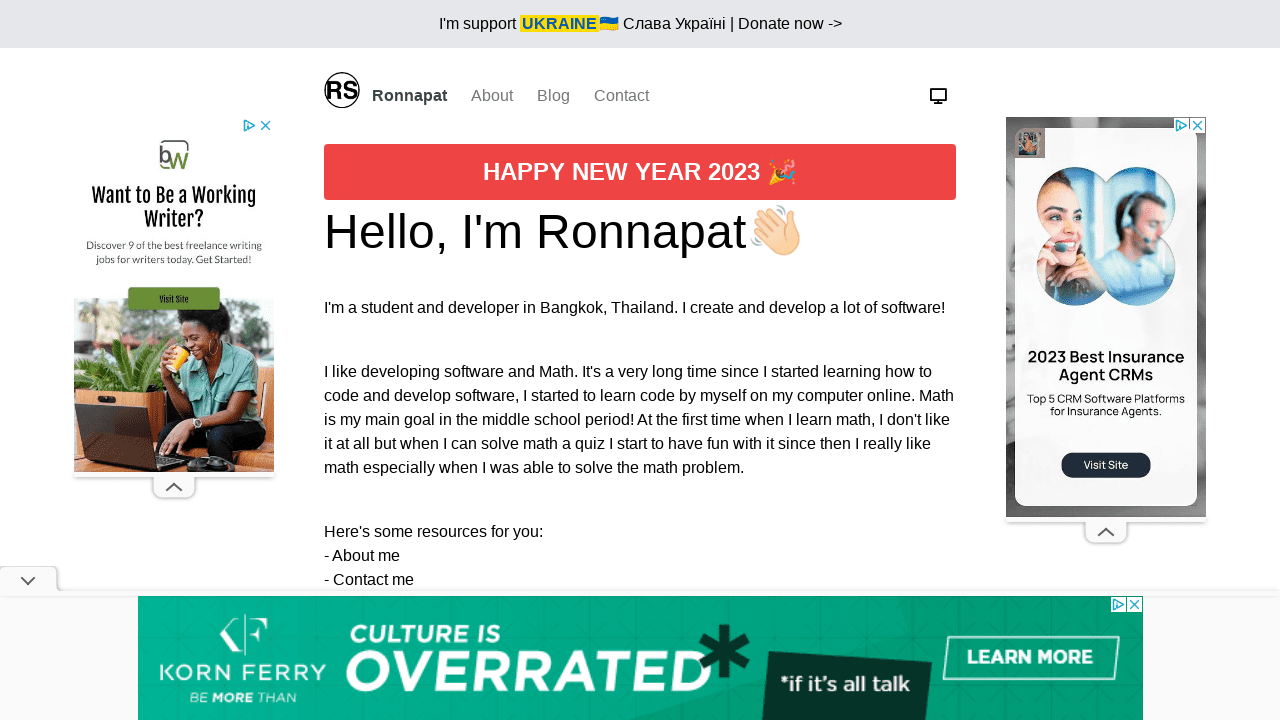 I'm support UKRAINE🇺🇦 Слава Україні | Donate now ->
RS
Ronnapat
About
Blog
Contact
HAPPY NEW YEAR 2023 🎉
Hello, I'm Ronnapat👋🏻
I'm a student and developer in Bangkok, Thailand. I create and develop a lot of software!
I like developing software and Math. It's a very long time since I started learning how to
code and develop software, I started to learn code by myself on my computer online. Math
is my main goal in the middle school period! At the first time when I learn math, I don't like
it at all but when I can solve math a quiz I start to have fun with it since then I really like
math especially when I was able to solve the math problem.
Here's some resources for you:
- About me
- Contact me
bw
Want to Be a Working
Writer?
Discover 9 of the best freelance writing
jobs for writers today. Get Started!
Visit Site
2023 Best Insurance
Agent CRMs
Top 5 CRM Software Platforms
for Insurance Agents.
Visit Site
KF
KORN FERRY
BE MORE THAN
CULTURE IS
OVERRATED*
*if it's all talk
LEARN MORE